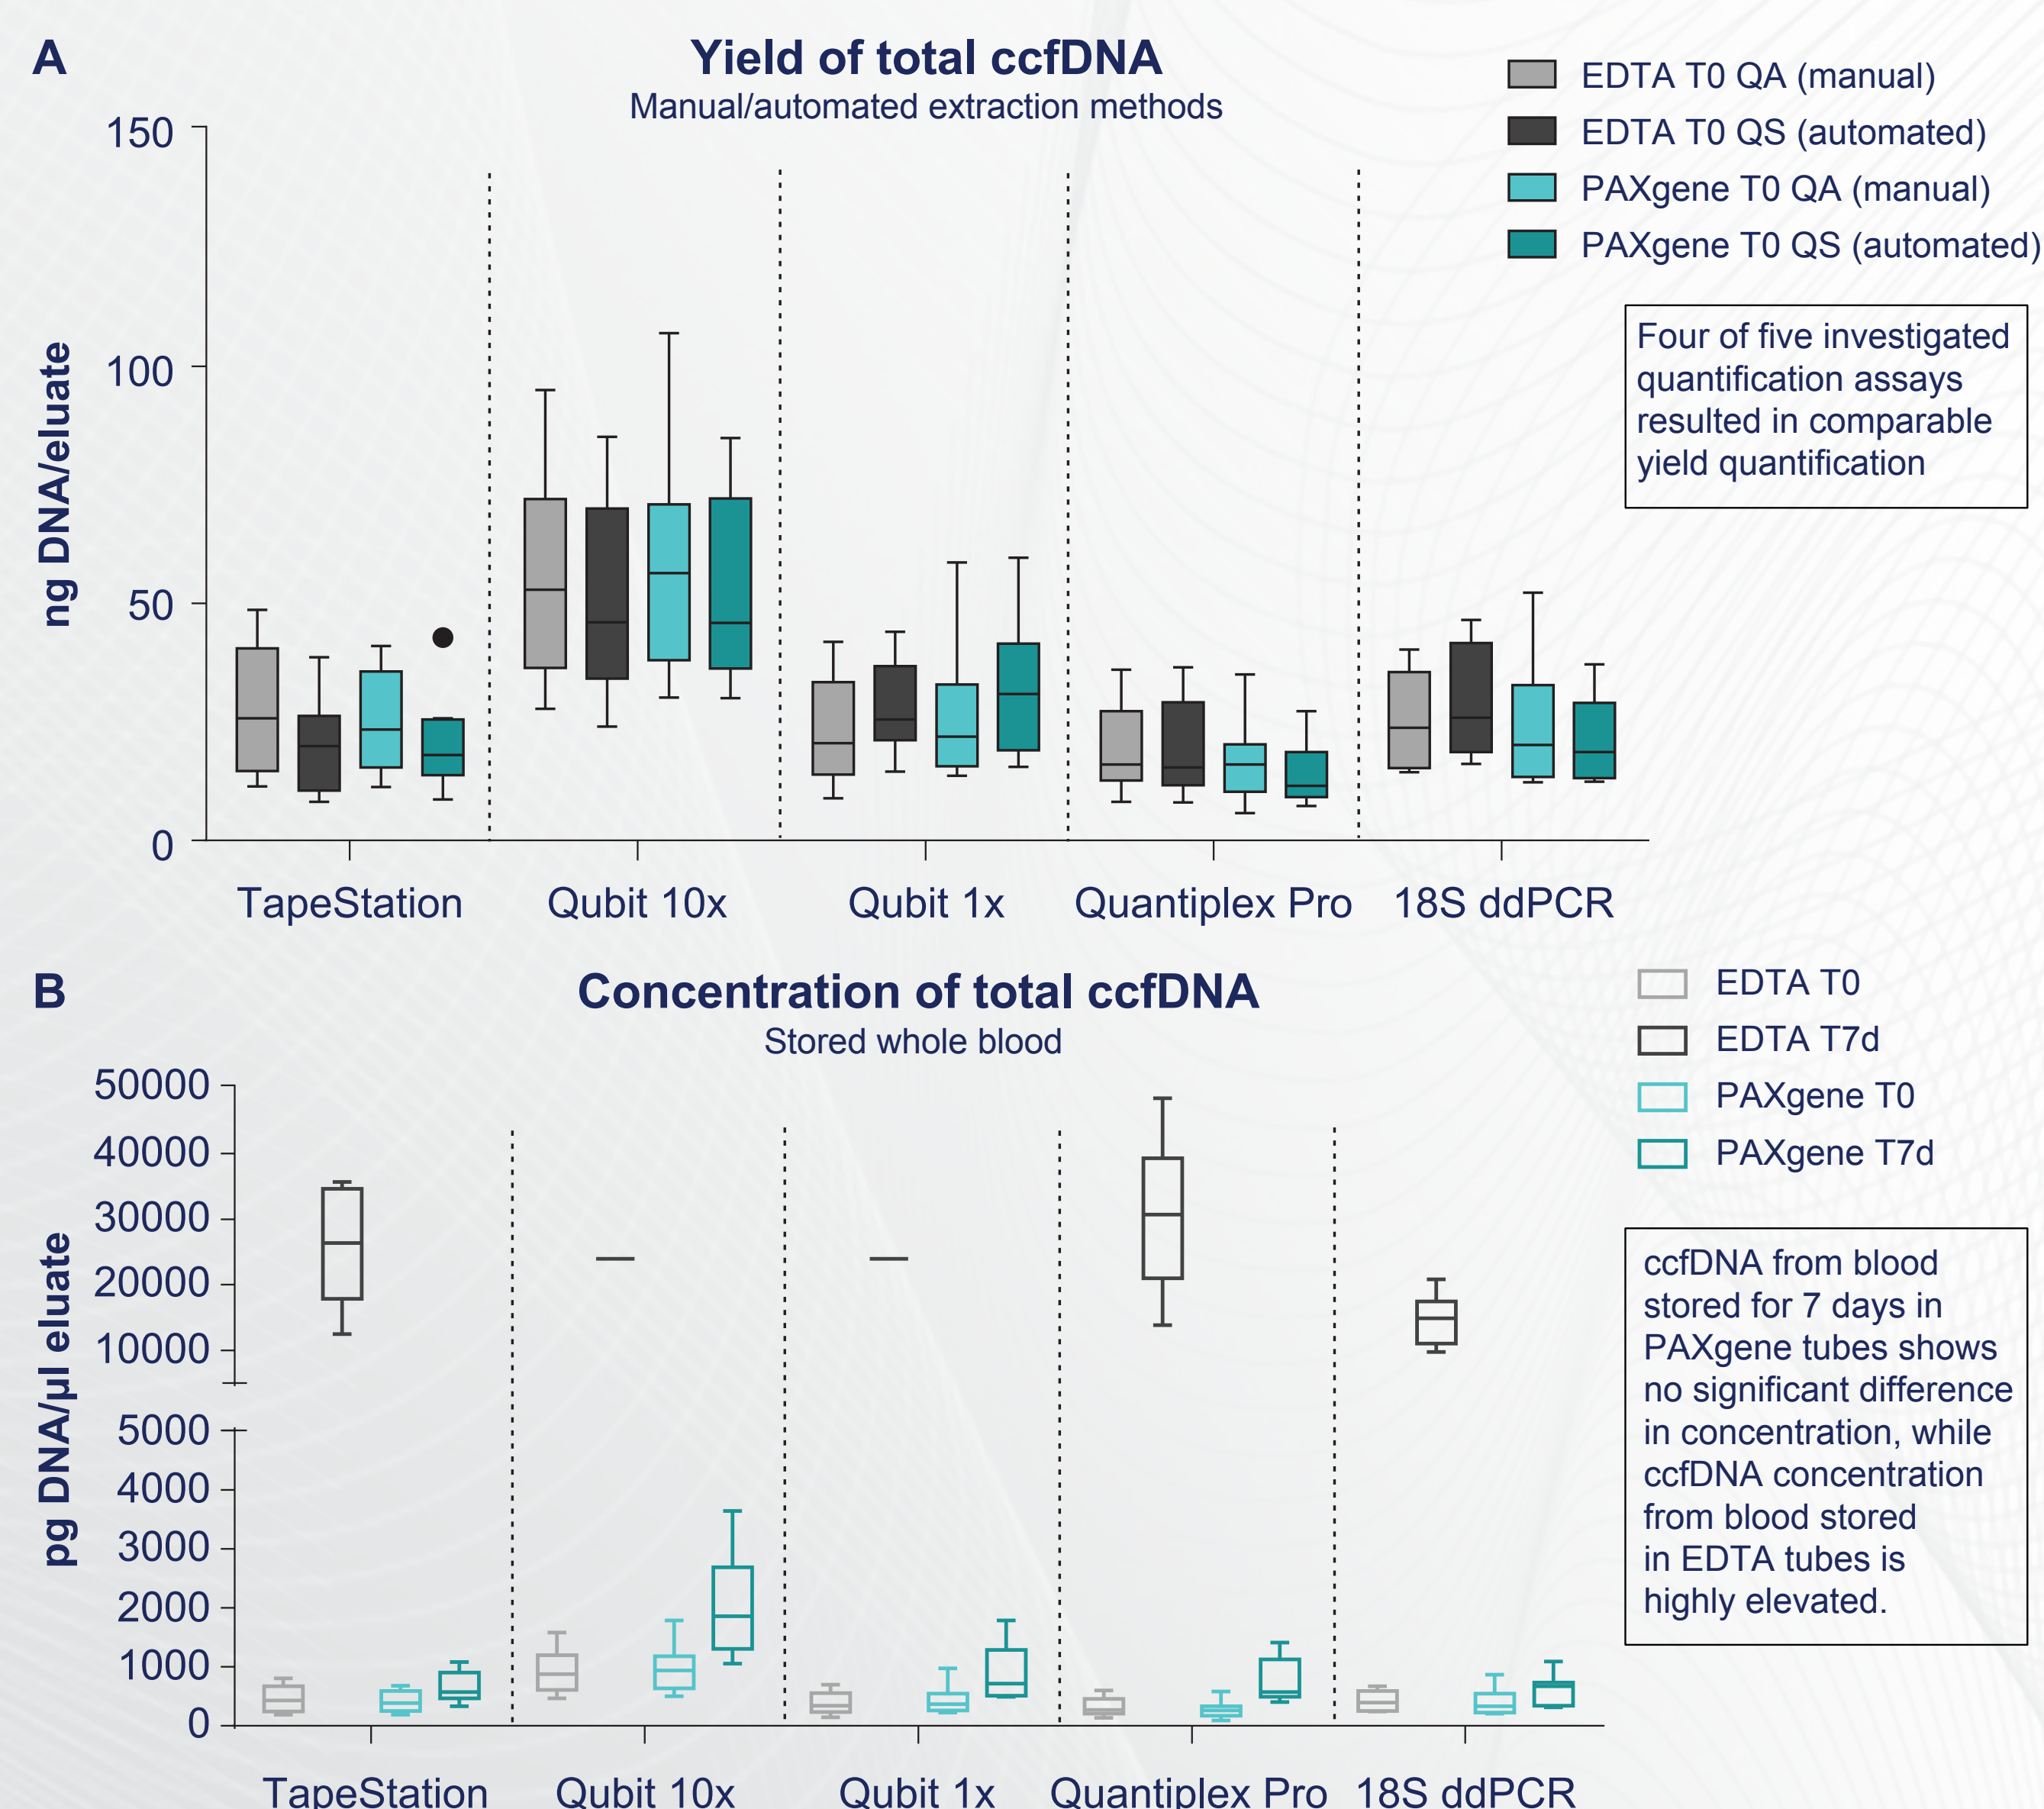 A
Yield of total ccfDNA
Manual/automated extraction methods
EDTA T0 QA (manual)
EDTA T0 QS (automated)
PAXgene T0 QA (manual)
PAXgene T0 QS (automated)
Four of five investigated
quantification assays
resulted in comparable
yield quantification
ng DNA/eluate
150
100
50
0
TapeStation
Qubit 10x
Qubit 1x
Quantiplex Pro
18S ddPCR
B
Concentration of total ccfDNA
Stored whole blood
EDTA T0
EDTA T7d
PAXgene T0
PAXgene T7d
ccfDNA from blood
stored for 7 days in
PAXgene tubes shows
no significant difference
in concentration, while
ccfDNA concentration
from blood stored
in EDTA tubes is
highly elevated.
pg DNA/µl eluate
50000
40000
30000
20000
10000
5000
4000
3000
2000
1000
0
TapeStation
Qubit 10x
Qubit 1x
Quantiplex Pro
18S ddPCR